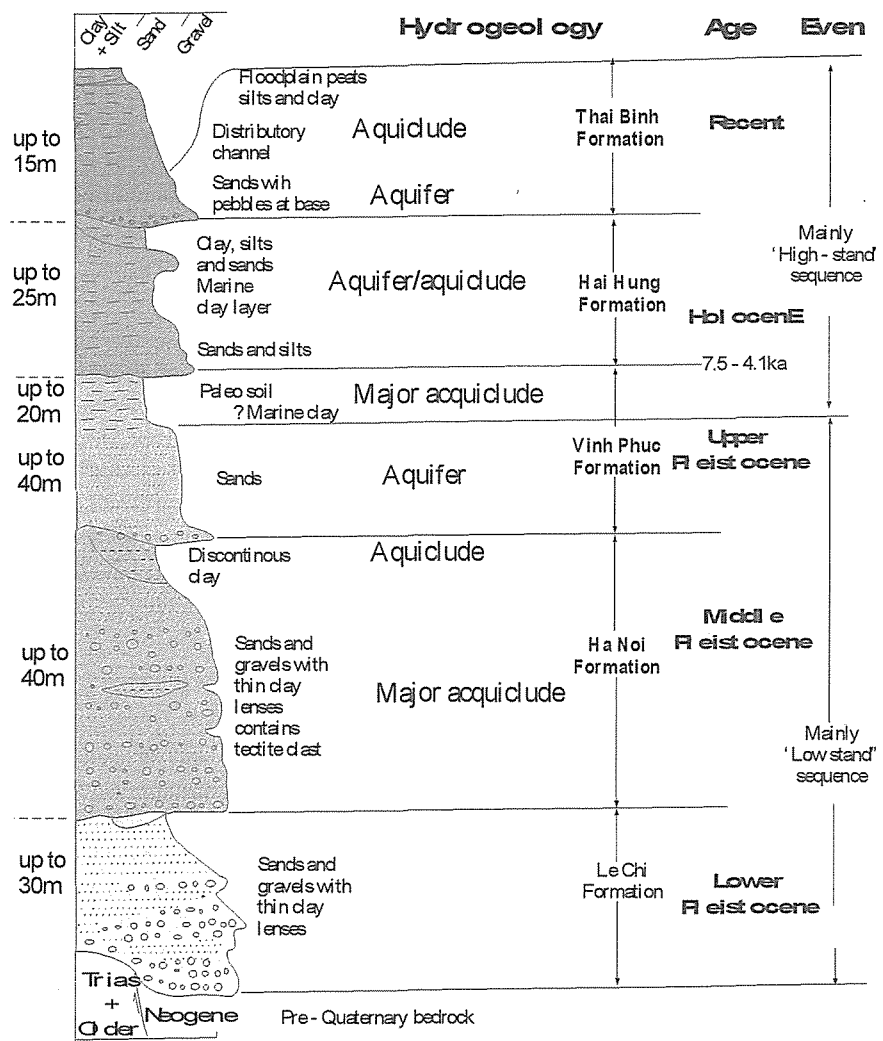 Clay
+ Silt
Sand
Gravel
Hydrogeology
Age
Even
up to
15m
Floodplain peats
silts and clay
Distributory
channel
Aquiclude
Sands wih
pebbles at base
Aquifer
Thai Binh
Formation
Recent
up to
25m
Clay, silts
and sands
Marine
clay layer
Sands and silts
Aquifer/aquiclude
Hai Hung
Formation
HolocenE
7.5 - 4.1ka
Mainly
'High - stand"
sequence
up to
20m
Paleo soil
? Marine clay
Major acquiclude
up to
40m
Sands
Aquifer
Vinh Phuc
Formation
Upper
Pleistocene
Discontinous
clay
Aquiclude
up to
40m
Sands and
gravels with
thin clay
lenses
contains
tectite clast
Major acquiclude
Ha Noi
Formation
Middle
Pleistocene
Mainly
'Low stand"
sequence
up to
30m
Sands and
gravels with
thin clay
lenses
Le Chi
Formation
Lower
Pleistocene
Trias
+
Older
Neogene
Pre - Quaternary bedrock